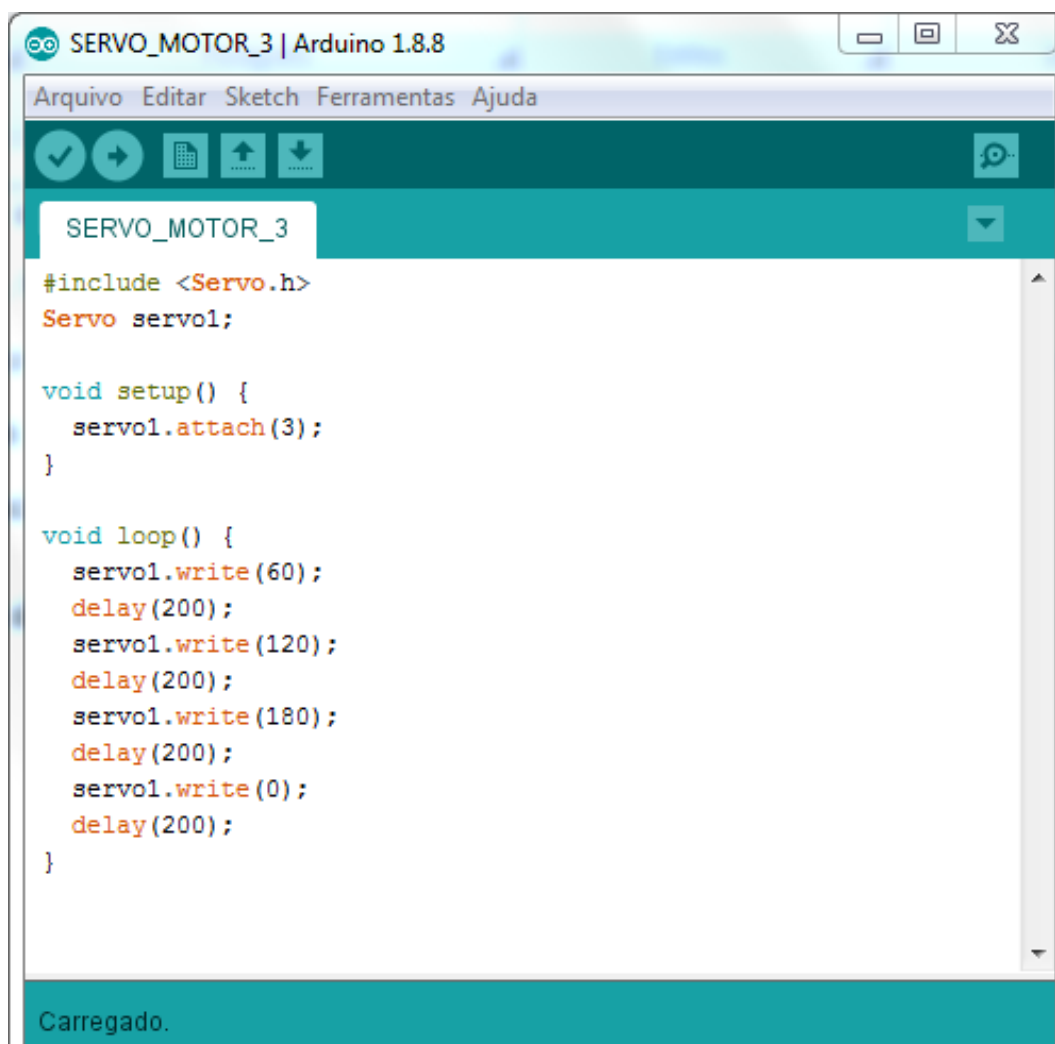 SERVO_MOTOR_3 | Arduino 1.8.8
Arquivo Editar Sketch Ferramentas Ajuda
SERVO_MOTOR_3
#include <Servo.h>
Servo servo1;

void setup() {
  servo1.attach(3);
}

void loop() {
  servo1.write(60);
  delay(200);
  servo1.write(120);
  delay(200);
  servo1.write(180);
  delay(200);
  servo1.write(0);
  delay(200);
}
Carregado.